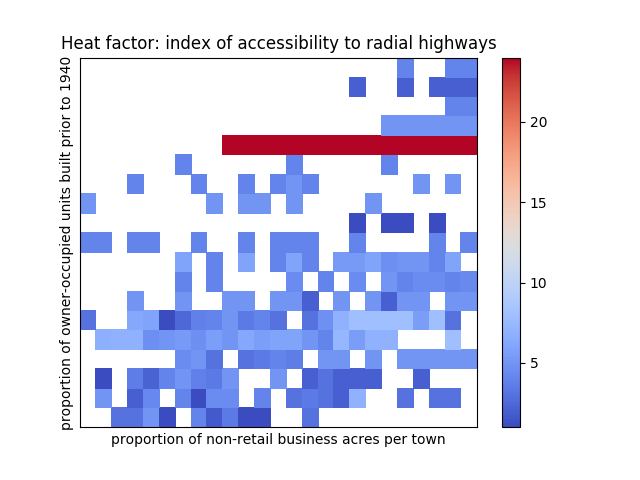 Heat factor: index of accessibility to radial highways
proportion of owner-occupied units built prior to 1940
20
15
10
5
proportion of non-retail business acres per town